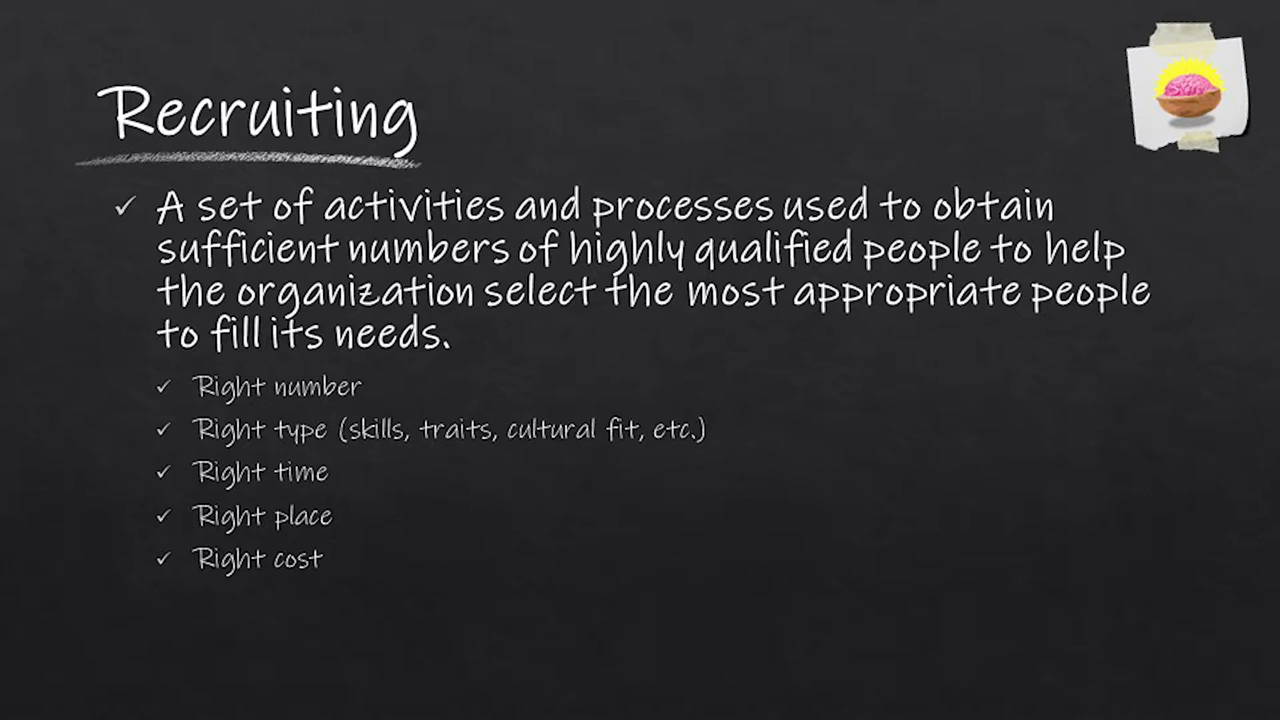 Recruiting
A set of activities and processes used to obtain
sufficient numbers of highly qualified people to help
the organization select the most appropriate people
to fill its needs.
Right number
Right type (skills, traits, cultural fit, etc.)
Right time
Right place
Right cost